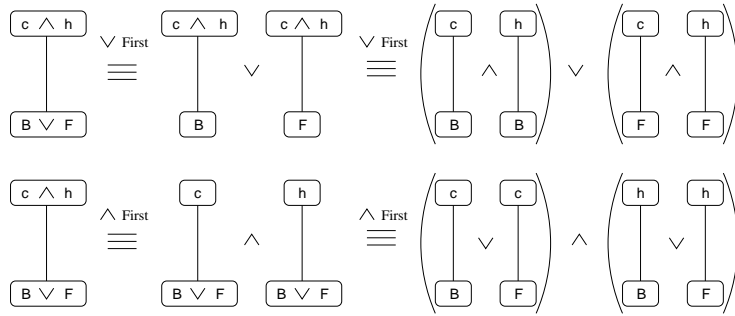 c ∧ h ∨ First c ∧ h c ∧ h ∨ First c h c h
≡ ∨ ≡ ( ∧ ) ∨ ( ∧ )
B ∨ F B F B B F F
c ∧ h ∧ First c h ∧ First c c h h
≡ ∧ ≡ ( ∨ ) ∧ ( ∨ )
B ∨ F B ∨ F B ∨ F B F B F